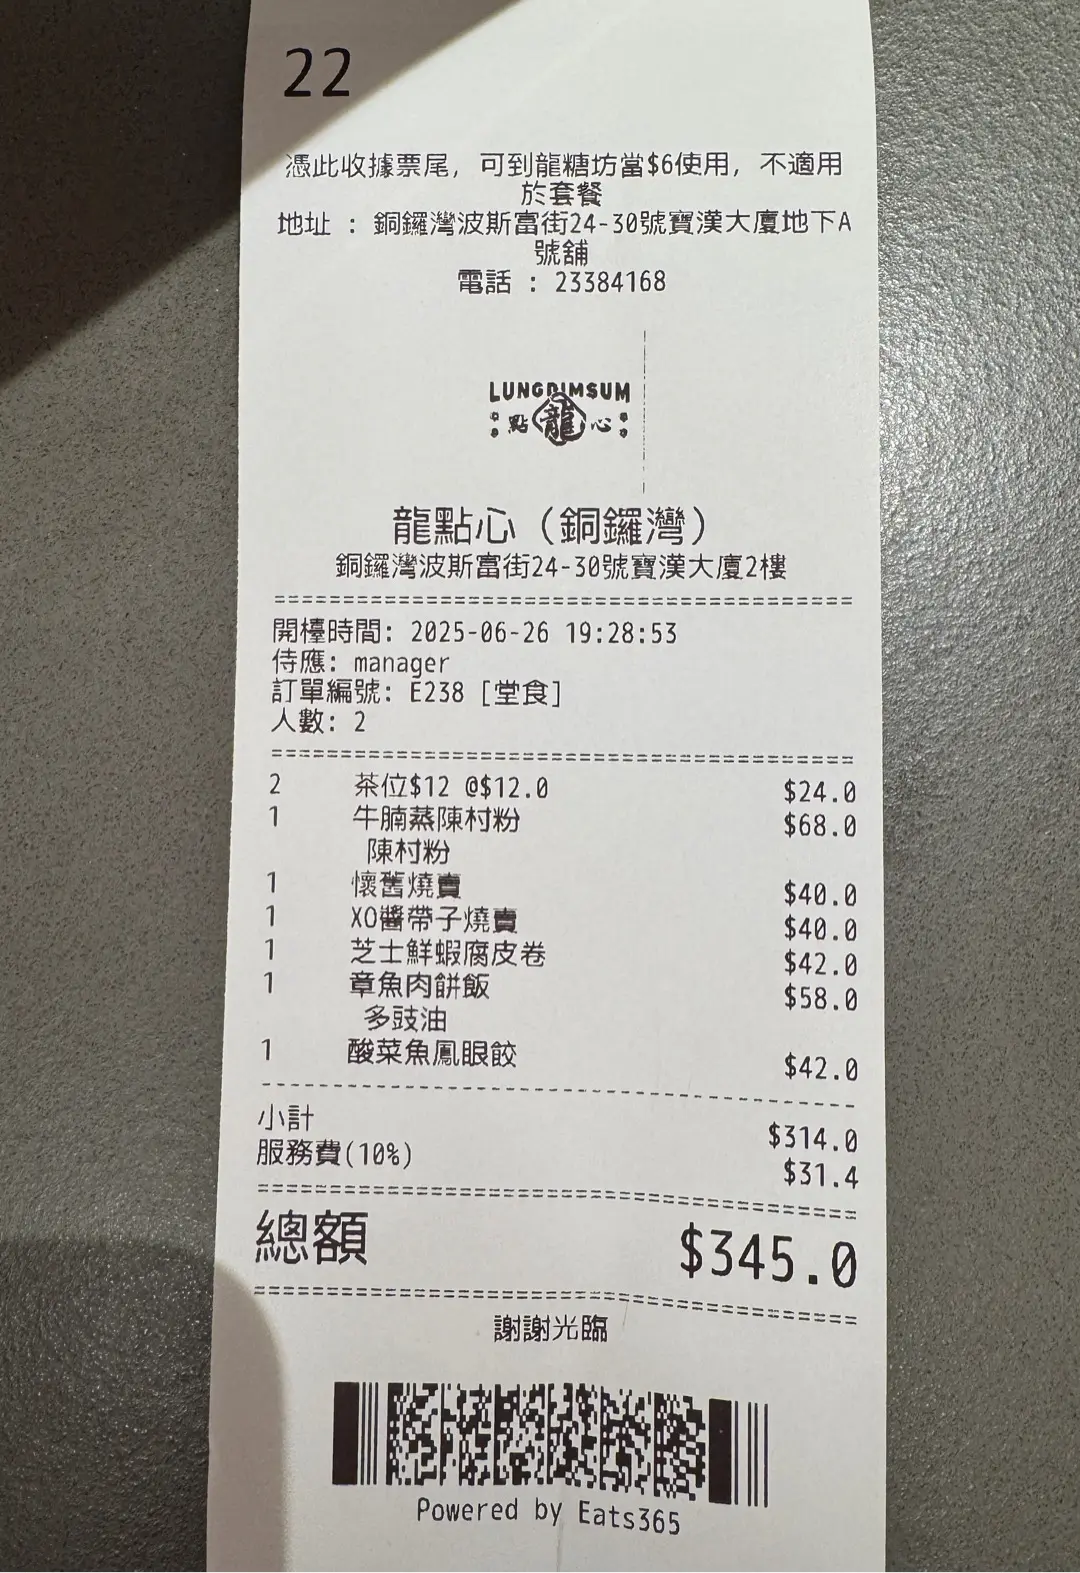 22
憑此收據票尾，可到龍糖坊當$6使用，不適用
於套餐
地址 : 銅鑼灣波斯富街24-30號寶漢大廈地下A
號舖
電話 : 23384168
LUNGDIMSUM
點龍心
龍點心（銅鑼灣）
銅鑼灣波斯富街24-30號寶漢大廈2樓
開檯時間: 2025-06-26 19:28:53
侍應: manager
訂單編號: E238 [堂食]
人數: 2
2 茶位$12 @$12.0 $24.0
1 牛腩蒸陳村粉 $68.0
陳村粉
1 懷舊燒賣 $40.0
1 XO醬帶子燒賣 $40.0
1 芝士鮮蝦腐皮卷 $42.0
1 章魚肉餅飯 $58.0
多豉油
1 酸菜魚鳳眼餃 $42.0
小計 $314.0
服務費(10%) $31.4
總額 $345.0
謝謝光臨
Powered by Eats365